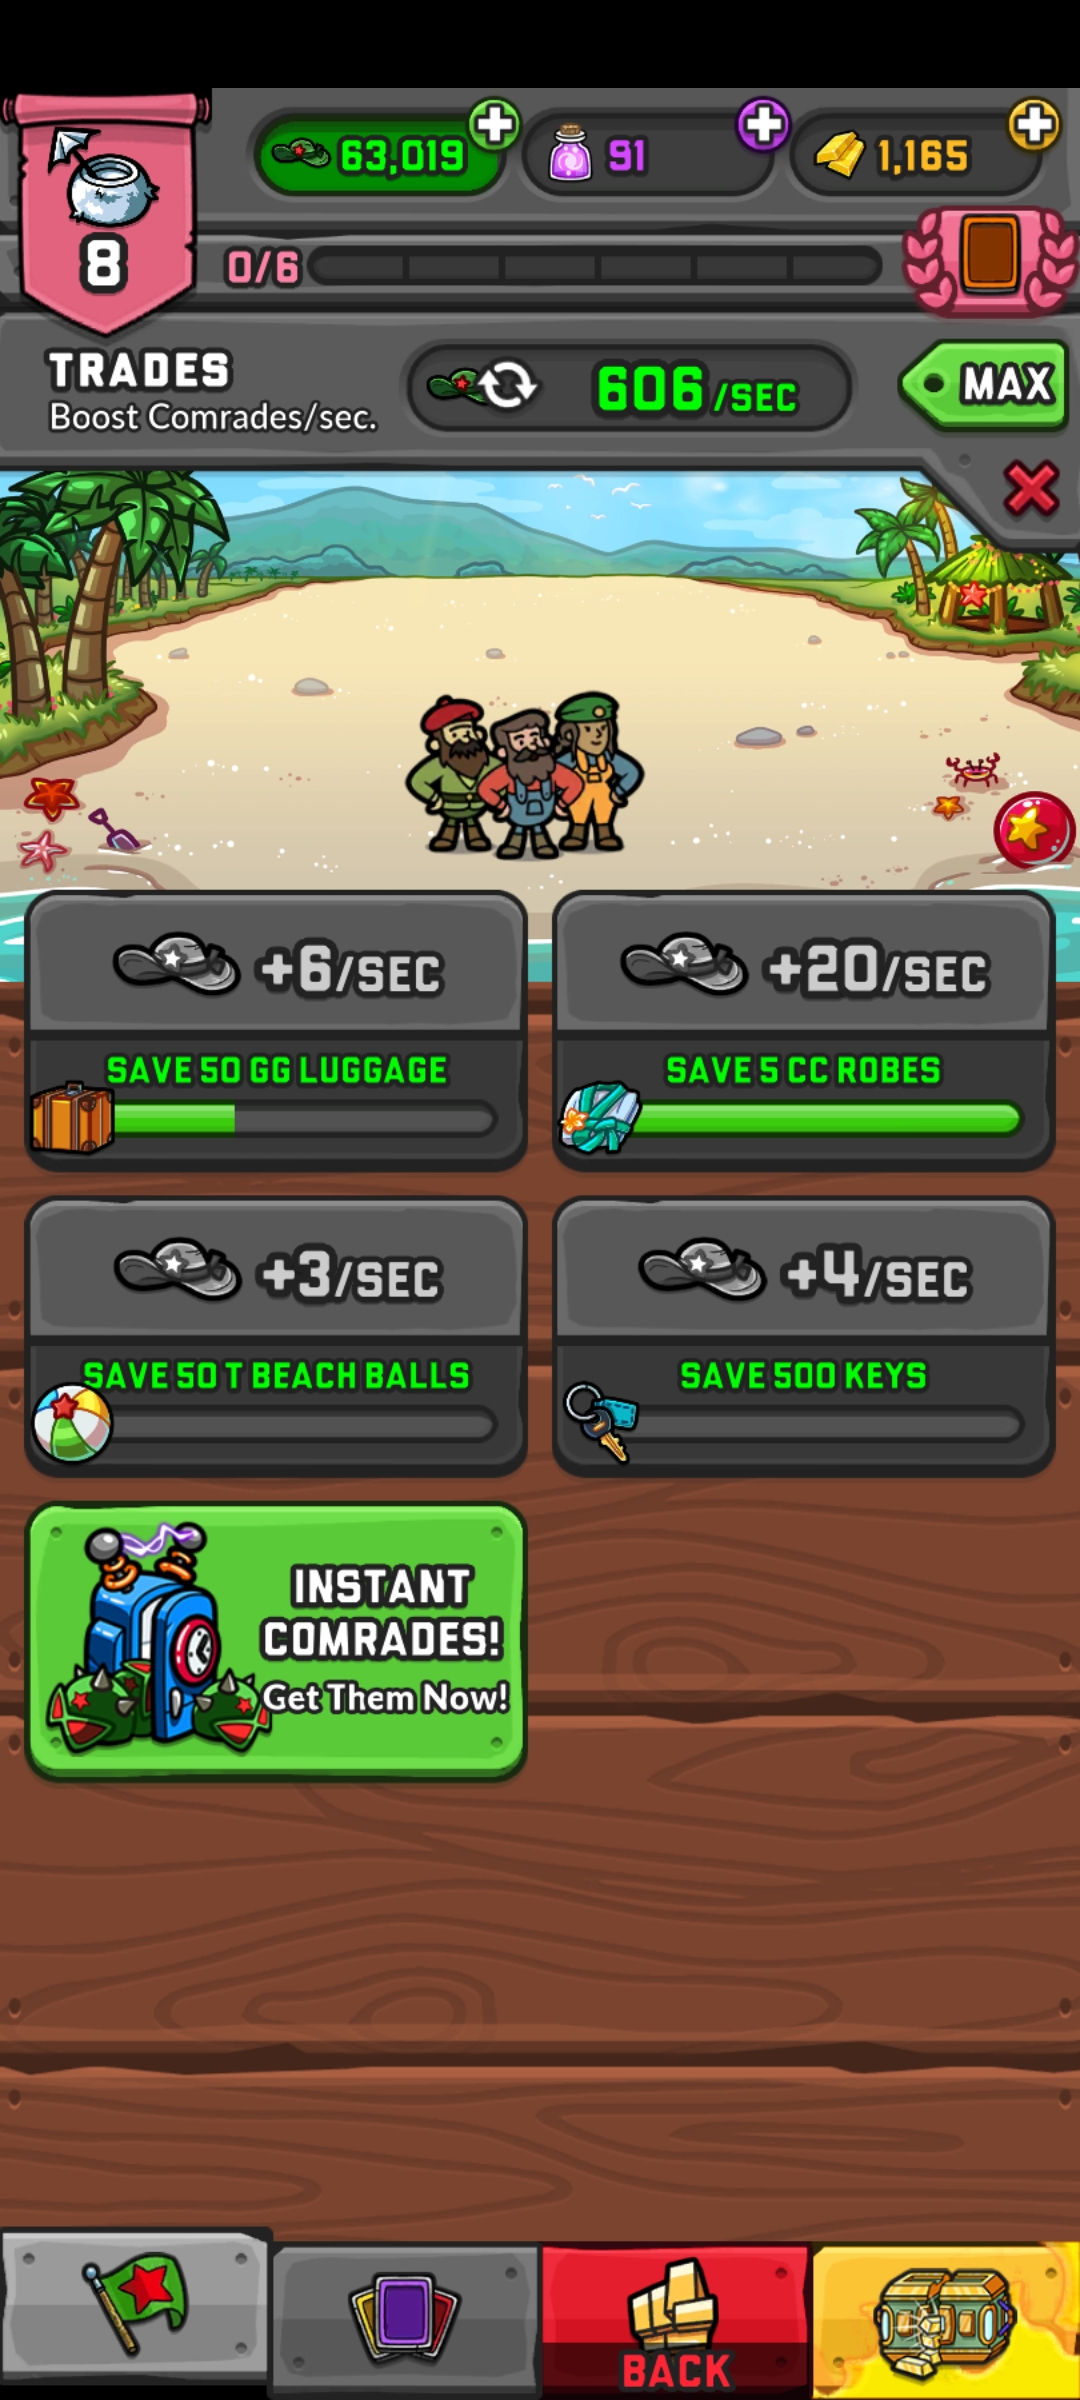 63,019
91
1,165
8
0/6
TRADES
Boost Comrades/sec.
606/SEC
MAX
+6/SEC
+20/SEC
SAVE 50 GG LUGGAGE
SAVE 5 CC ROBES
+3/SEC
+4/SEC
SAVE 50 T BEACH BALLS
SAVE 500 KEYS
INSTANT
COMRADES!
Get Them Now!
BACK